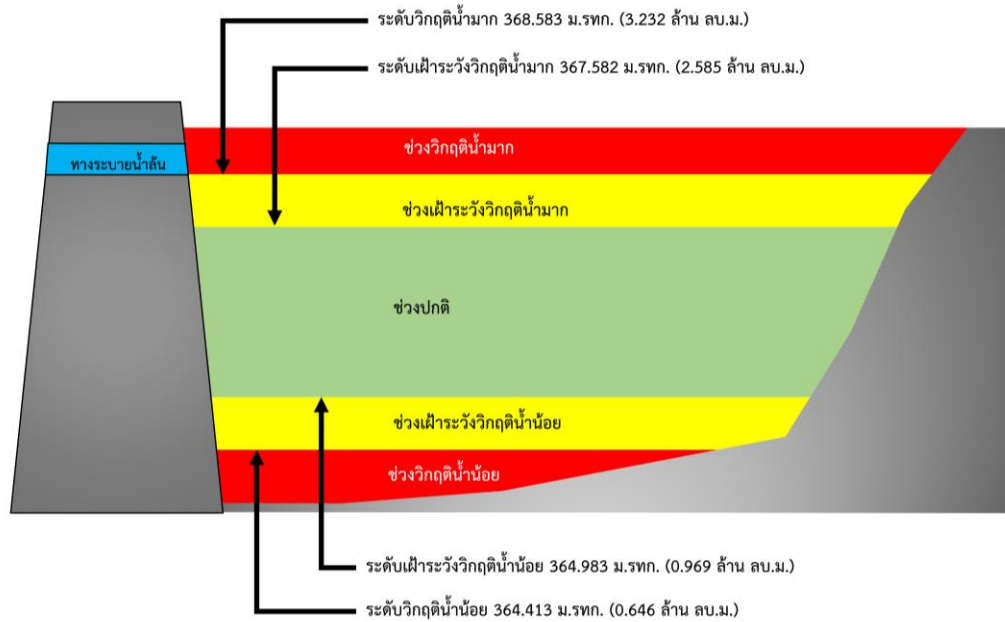 ระดับวิกฤติน้ำมาก 368.583 ม.รทก. (3.232 ล้าน ลบ.ม.)
ระดับเฝ้าระวังวิกฤติน้ำมาก 367.582 ม.รทก. (2.585 ล้าน ลบ.ม.)
ช่วงวิกฤติน้ำมาก
ทางระบายน้ำล้น
ช่วงเฝ้าระวังวิกฤติน้ำมาก
ช่วงปกติ
ช่วงเฝ้าระวังวิกฤติน้ำน้อย
ช่วงวิกฤติน้ำน้อย
ระดับเฝ้าระวังวิกฤติน้ำน้อย 364.983 ม.รทก. (0.969 ล้าน ลบ.ม.)
ระดับวิกฤติน้ำน้อย 364.413 ม.รทก. (0.646 ล้าน ลบ.ม.)